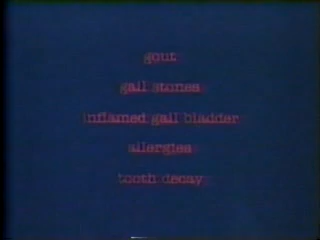 gout
gall stones
inflamed gall bladder
allergies
tooth decay